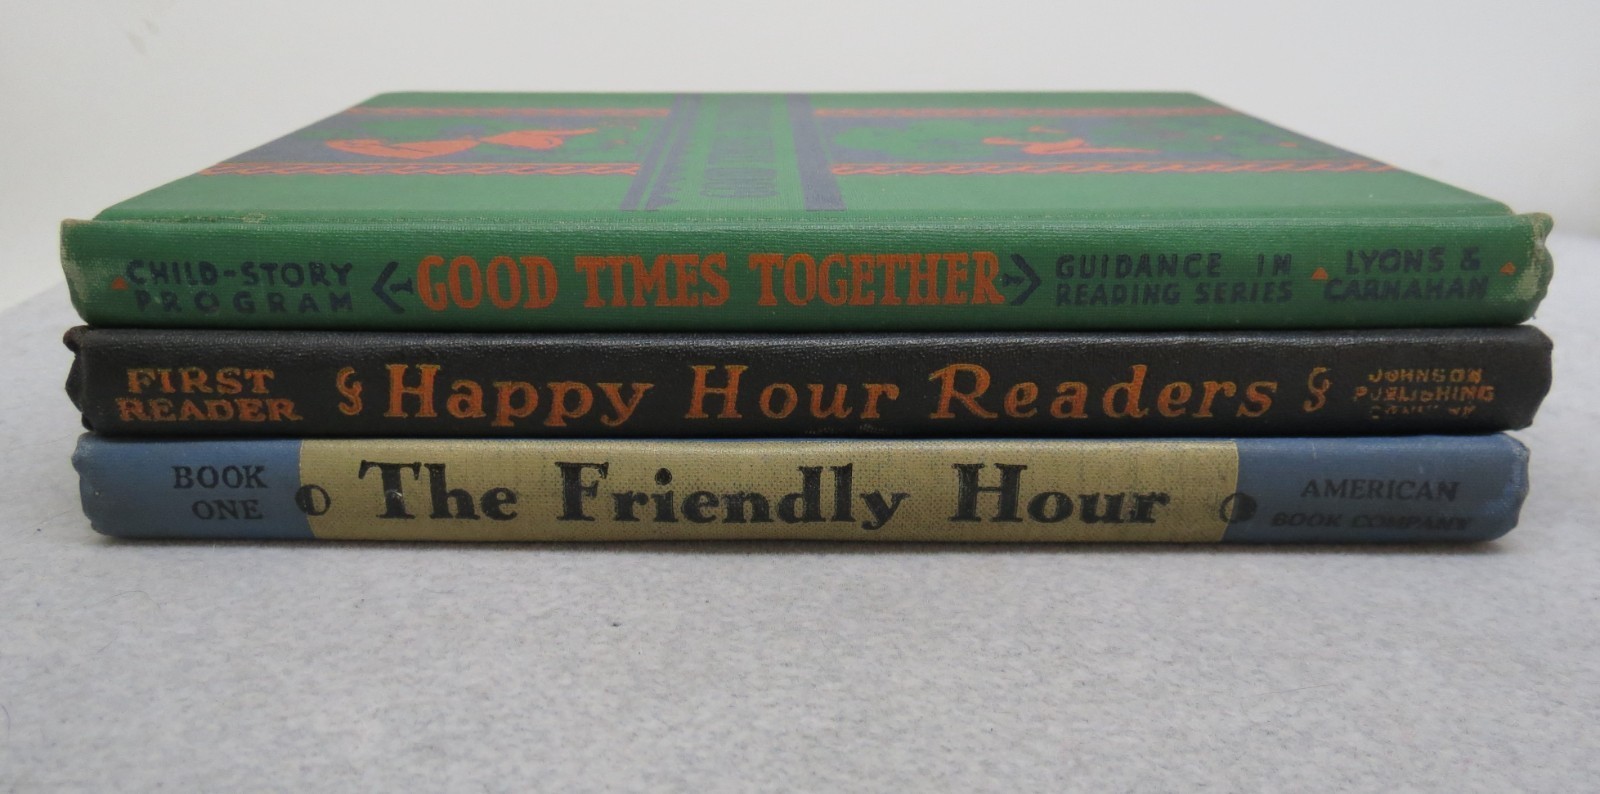 CHILD-STORY
PROGRAM
GOOD TIMES TOGETHER
GUIDANCE IN
READING SERIES
LYONS &
CARNAHAN
FIRST
READER
Happy Hour Readers
JOHNSON
PUBLISHING
BOOK
ONE
The Friendly Hour
AMERICAN
BOOK COMPANY